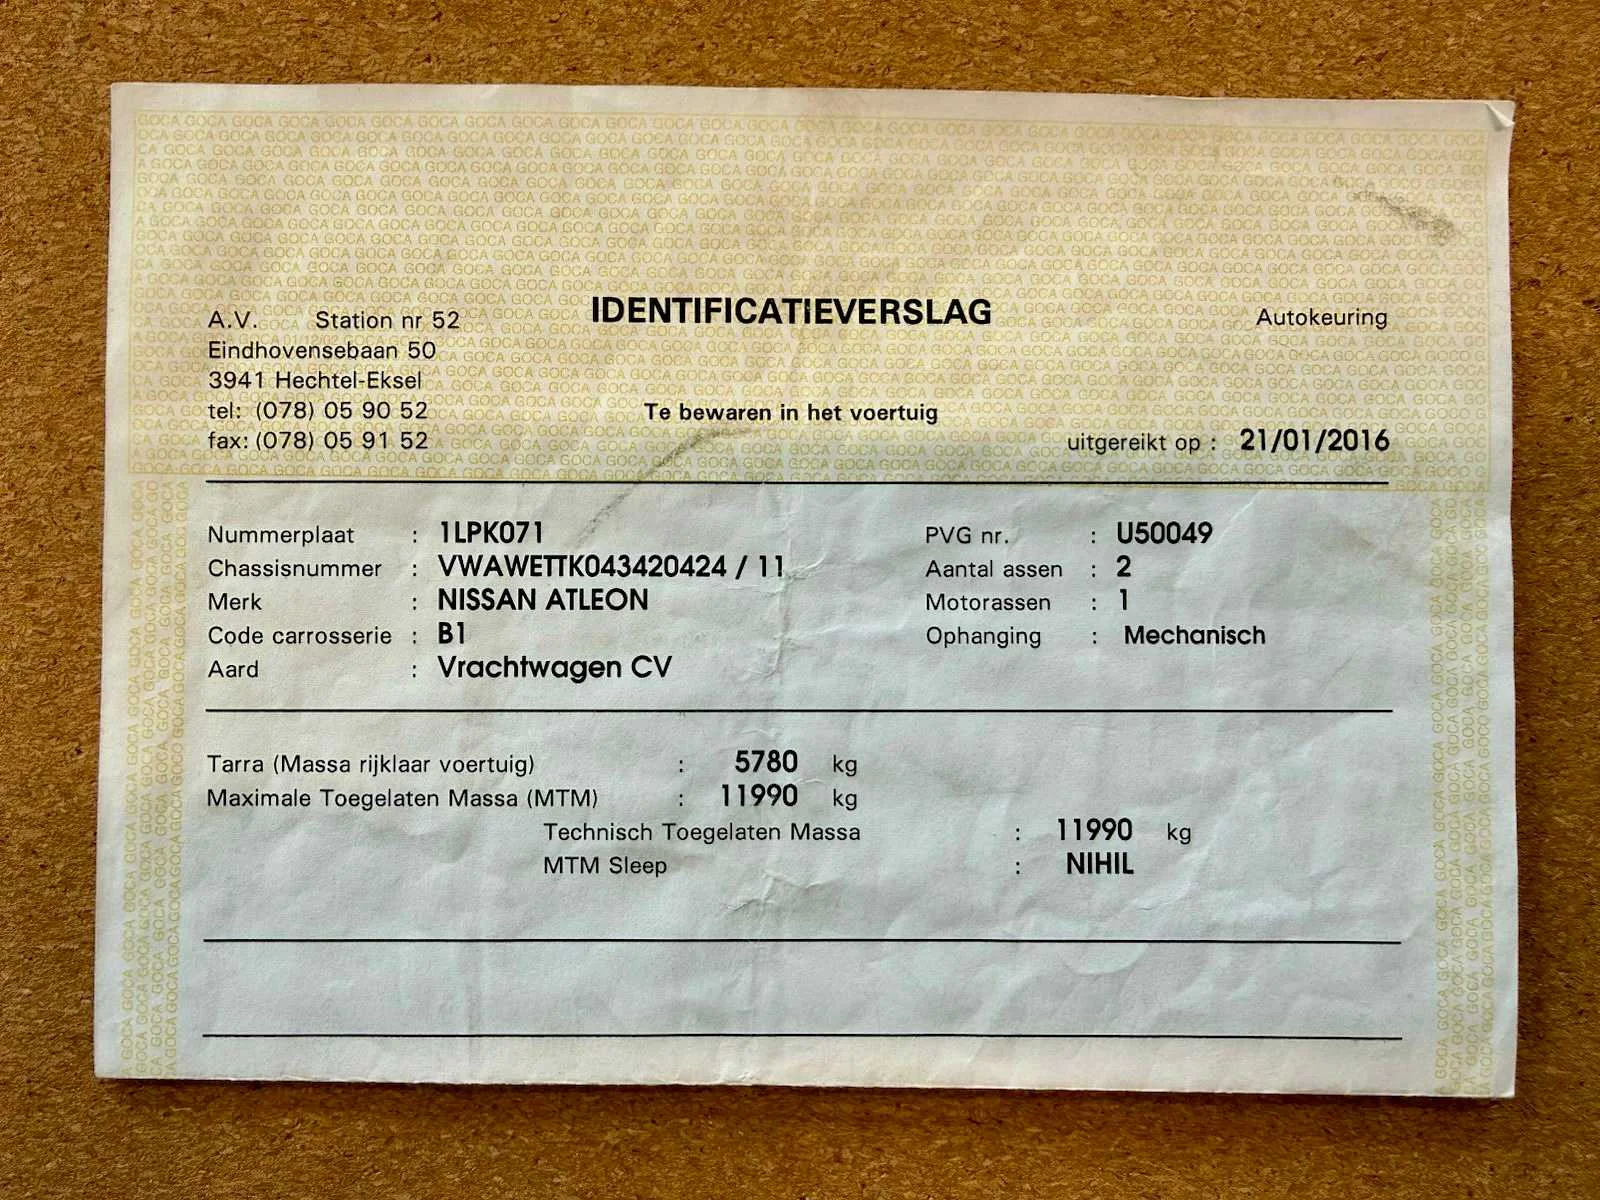 IDENTIFICATIEVERSLAG
A.V. Station nr 52
Autokeuring
Eindhovensebaan 50
3941 Hechtel-Eksel
tel: (078) 05 90 52
Te bewaren in het voertuig
fax: (078) 05 91 52
uitgereikt op : 21/01/2016
Nummerplaat : 1LPK071
PVG nr. : U50049
Chassisnummer : VWAWETTK043420424 / 11
Aantal assen : 2
Merk : NISSAN ATLEON
Motorassen : 1
Code carrosserie : B1
Ophanging : Mechanisch
Aard : Vrachtwagen CV
Tarra (Massa rijklaar voertuig) : 5780 kg
Maximale Toegelaten Massa (MTM) : 11990 kg
Technisch Toegelaten Massa : 11990 kg
MTM Sleep : NIHIL